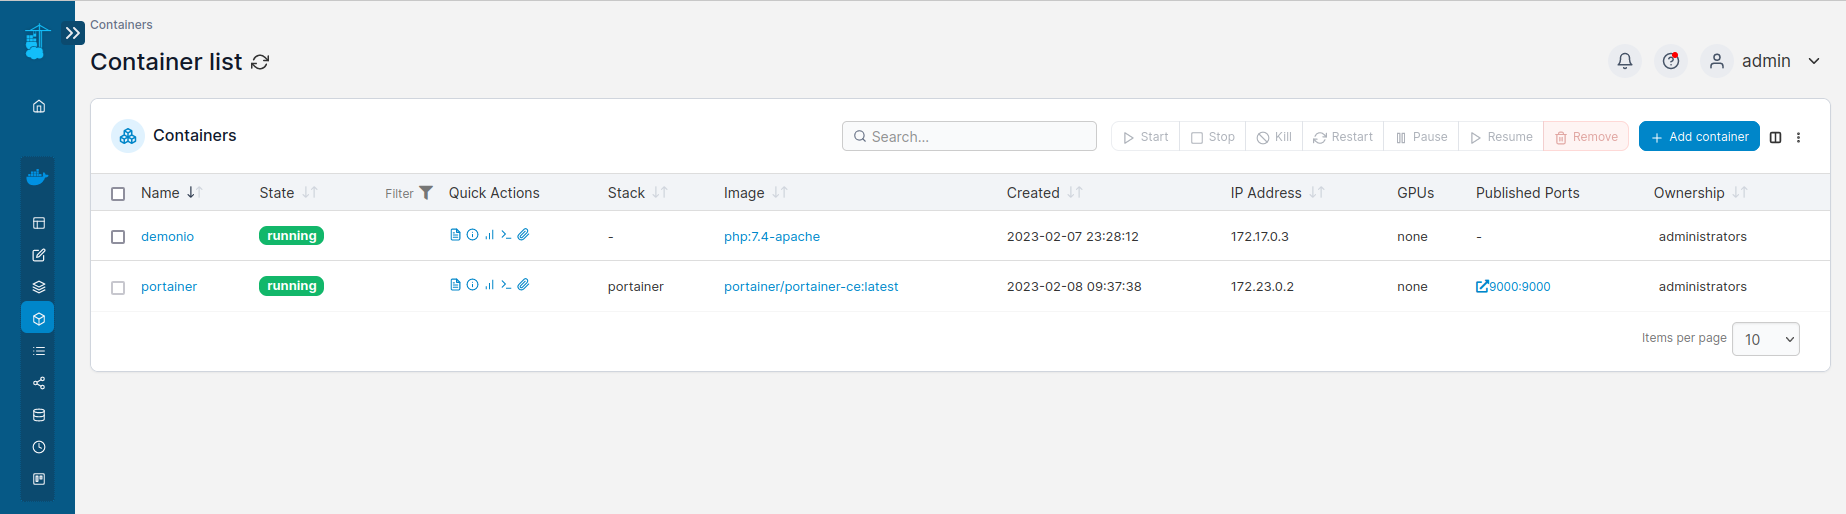 Containers
Container list
admin
Containers
Search...
Start Stop Kill Restart Pause Resume Remove
Add container
Name State Filter Quick Actions Stack Image Created IP Address GPUs Published Ports Ownership
demonio running - php:7.4-apache 2023-02-07 23:28:12 172.17.0.3 none - administrators
portainer running portainer portainer/portainer-ce:latest 2023-02-08 09:37:38 172.23.0.2 none 9000:9000 administrators
Items per page 10